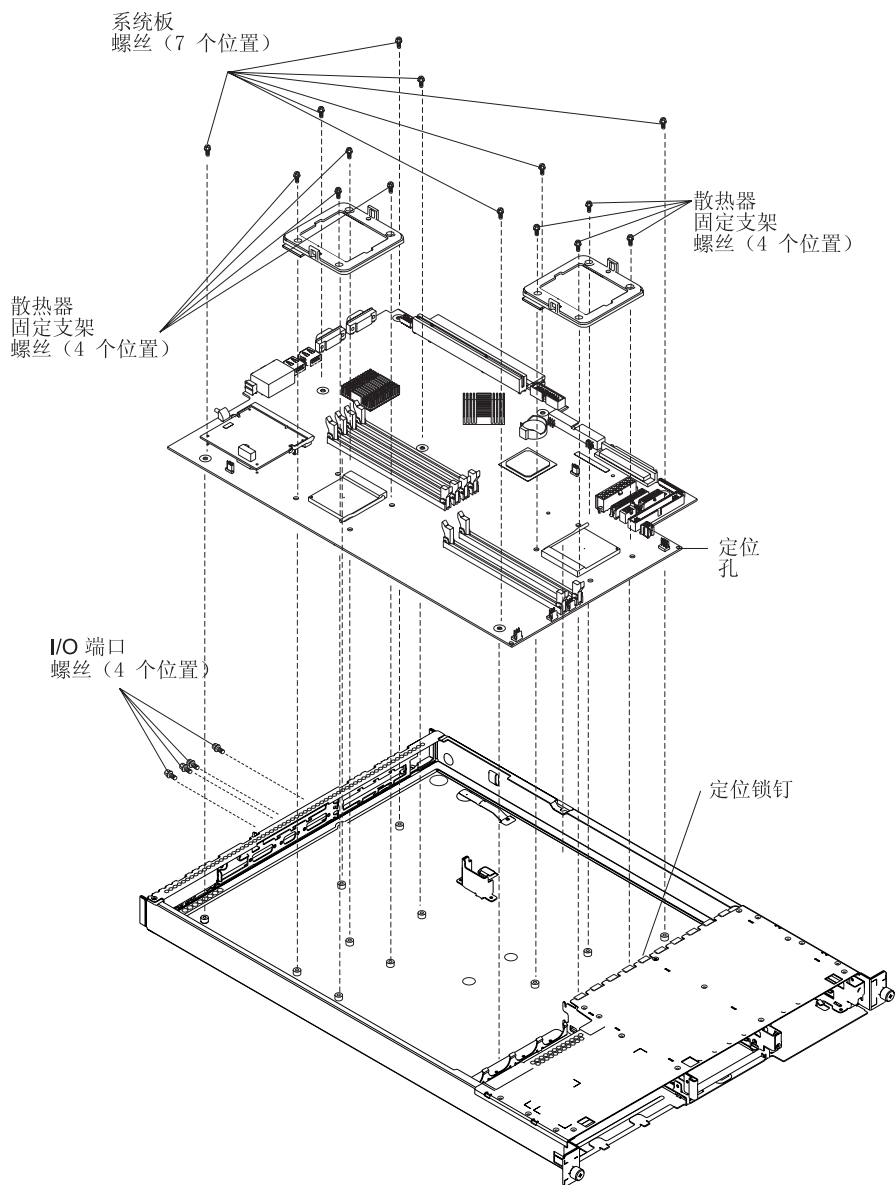 系统板
螺丝（7 个位置）
散热器
固定支架
螺丝（4 个位置）
散热器
固定支架
螺丝（4 个位置）
定位
孔
I/O 端口
螺丝（4 个位置）
定位锁钉